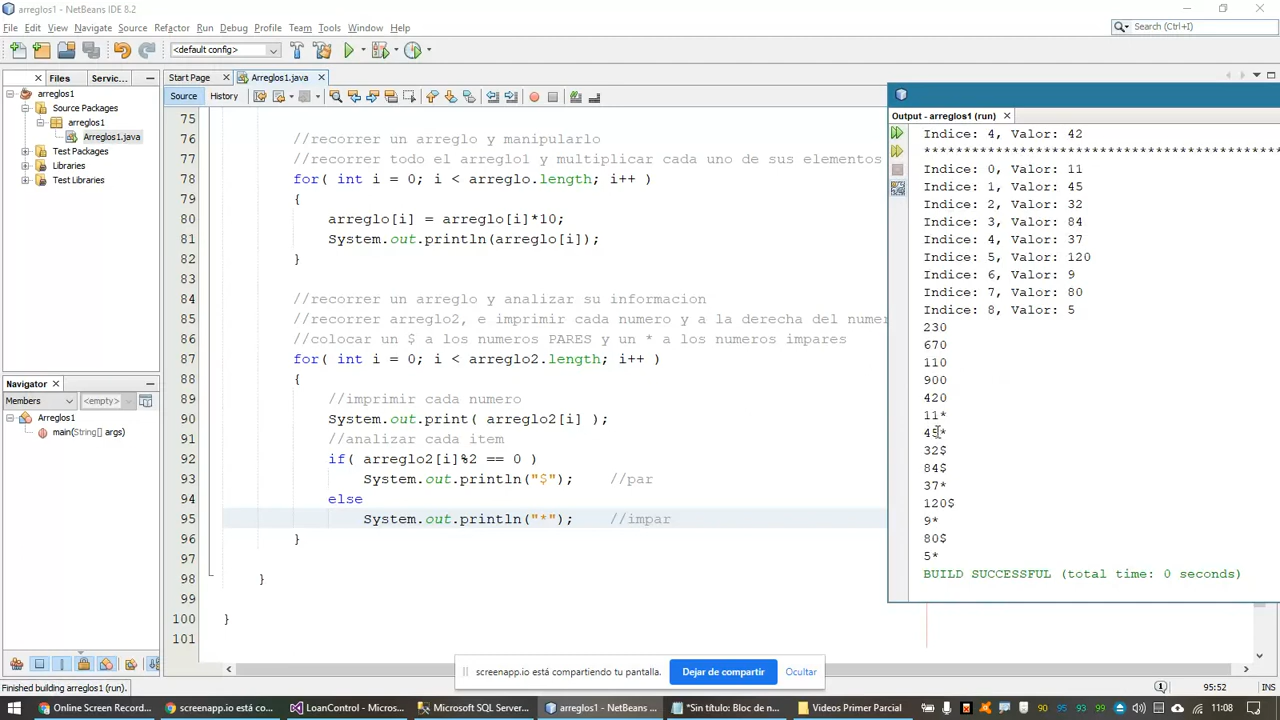 arreglos1 - NetBeans IDE 8.2
File Edit View Navigate Source Refactor Run Debug Profile Team Tools Window Help
Search (Ctrl+I)
<default config>
Files Servic...
Start Page
Arreglos1.java
Source History
arreglos1
Source Packages
arreglos1
Arreglos1.java
Test Packages
Libraries
Test Libraries
Navigator
Members <empty>
Arreglos1
main(String[] args)
75
76 //recorrer un arreglo y manipularlo
77 //recorrer todo el arreglo1 y multiplicar cada uno de sus elementos
78 for( int i = 0; i < arreglo.length; i++ )
79 {
80 arreglo[i] = arreglo[i]*10;
81 System.out.println(arreglo[i]);
82 }
83
84 //recorrer un arreglo y analizar su informacion
85 //recorrer arreglo2, e imprimir cada numero y a la derecha del nume
86 //colocar un $ a los numeros PARES y un * a los numeros impares
87 for( int i = 0; i < arreglo2.length; i++ )
88 {
89 //imprimir cada numero
90 System.out.print( arreglo2[i] );
91 //analizar cada item
92 if( arreglo2[i]%2 == 0 )
93 System.out.println("$"); //par
94 else
95 System.out.println("*"); //impar
96 }
97
98 }
99
100 }
101
Output - arreglos1 (run)
Indice: 4, Valor: 42
*********************************************
Indice: 0, Valor: 11
Indice: 1, Valor: 45
Indice: 2, Valor: 32
Indice: 3, Valor: 84
Indice: 4, Valor: 37
Indice: 5, Valor: 120
Indice: 6, Valor: 9
Indice: 7, Valor: 80
Indice: 8, Valor: 5
230
670
110
900
420
11*
45*
32$
84$
37*
120$
9*
80$
5*
BUILD SUCCESSFUL (total time: 0 seconds)
screenapp.io está compartiendo tu pantalla.
Dejar de compartir
Ocultar
Finished building arreglos1 (run).
1
95:52
INS
Online Screen Record...
screenapp.io está co...
LoanControl - Micros...
Microsoft SQL Server...
arreglos1 - NetBeans ...
*Sin título: Bloc de n...
Videos Primer Parcial
90 95 93 99
11:08